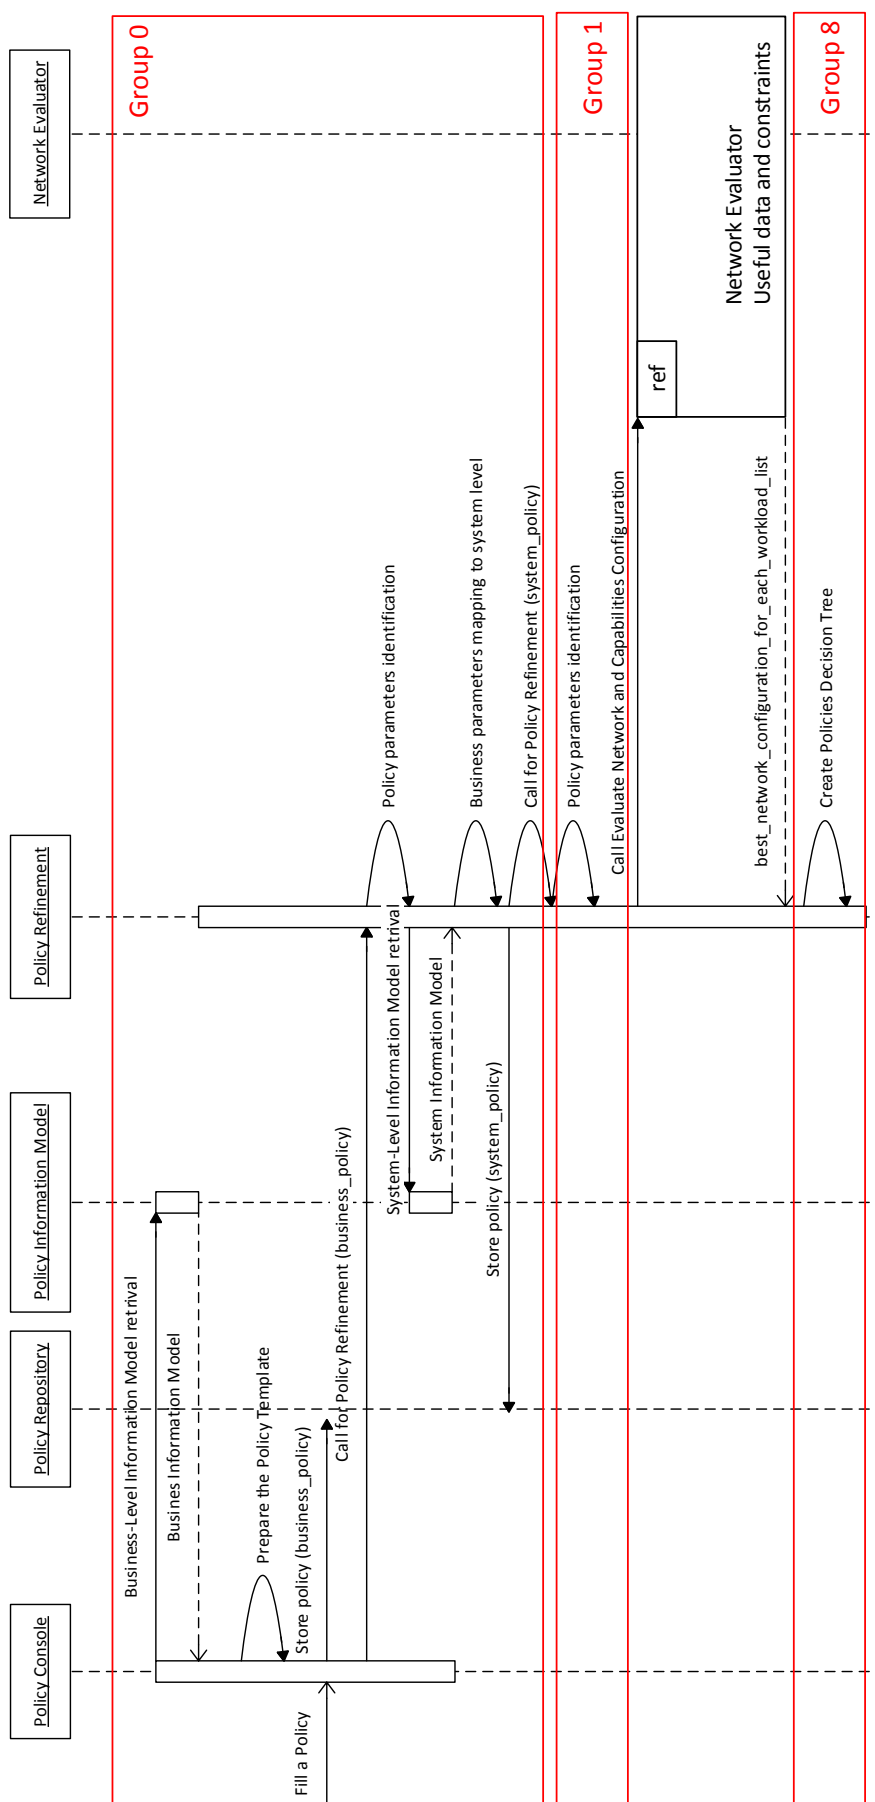 Policy Console
Policy Repository
Policy Information Model
Policy Refinement
Network Evaluator
Group 0
Business-Level Information Model retrival
Busines Information Model
Prepare the Policy Template
Fill a Policy
Store policy (business_policy)
Call for Policy Refinement (business_policy)
Policy parameters identification
System-Level Information Model retrival
System Information Model
Business parameters mapping to system level
Store policy (system_policy)
Call for Policy Refinement (system_policy)
Group 1
Policy parameters identification
Call Evaluate Network and Capabilities Configuration
ref
Network Evaluator
Useful data and constraints
best_network_configuration_for_each_workload_list
Group 8
Create Policies Decision Tree